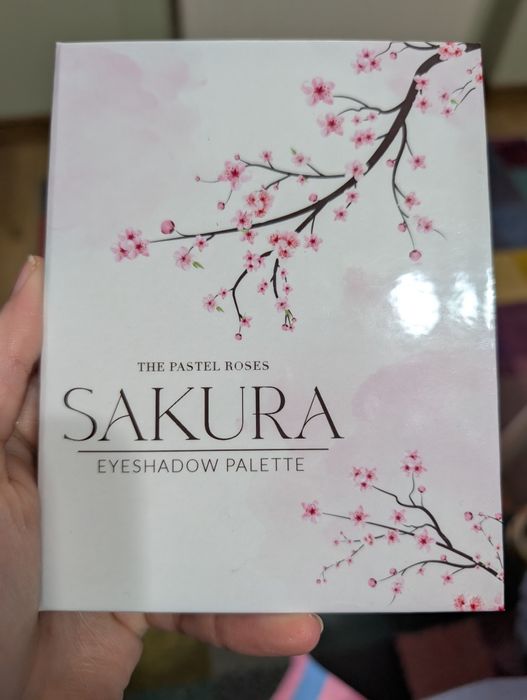 THE PASTEL ROSES
SAKURA
EYESHADOW PALETTE